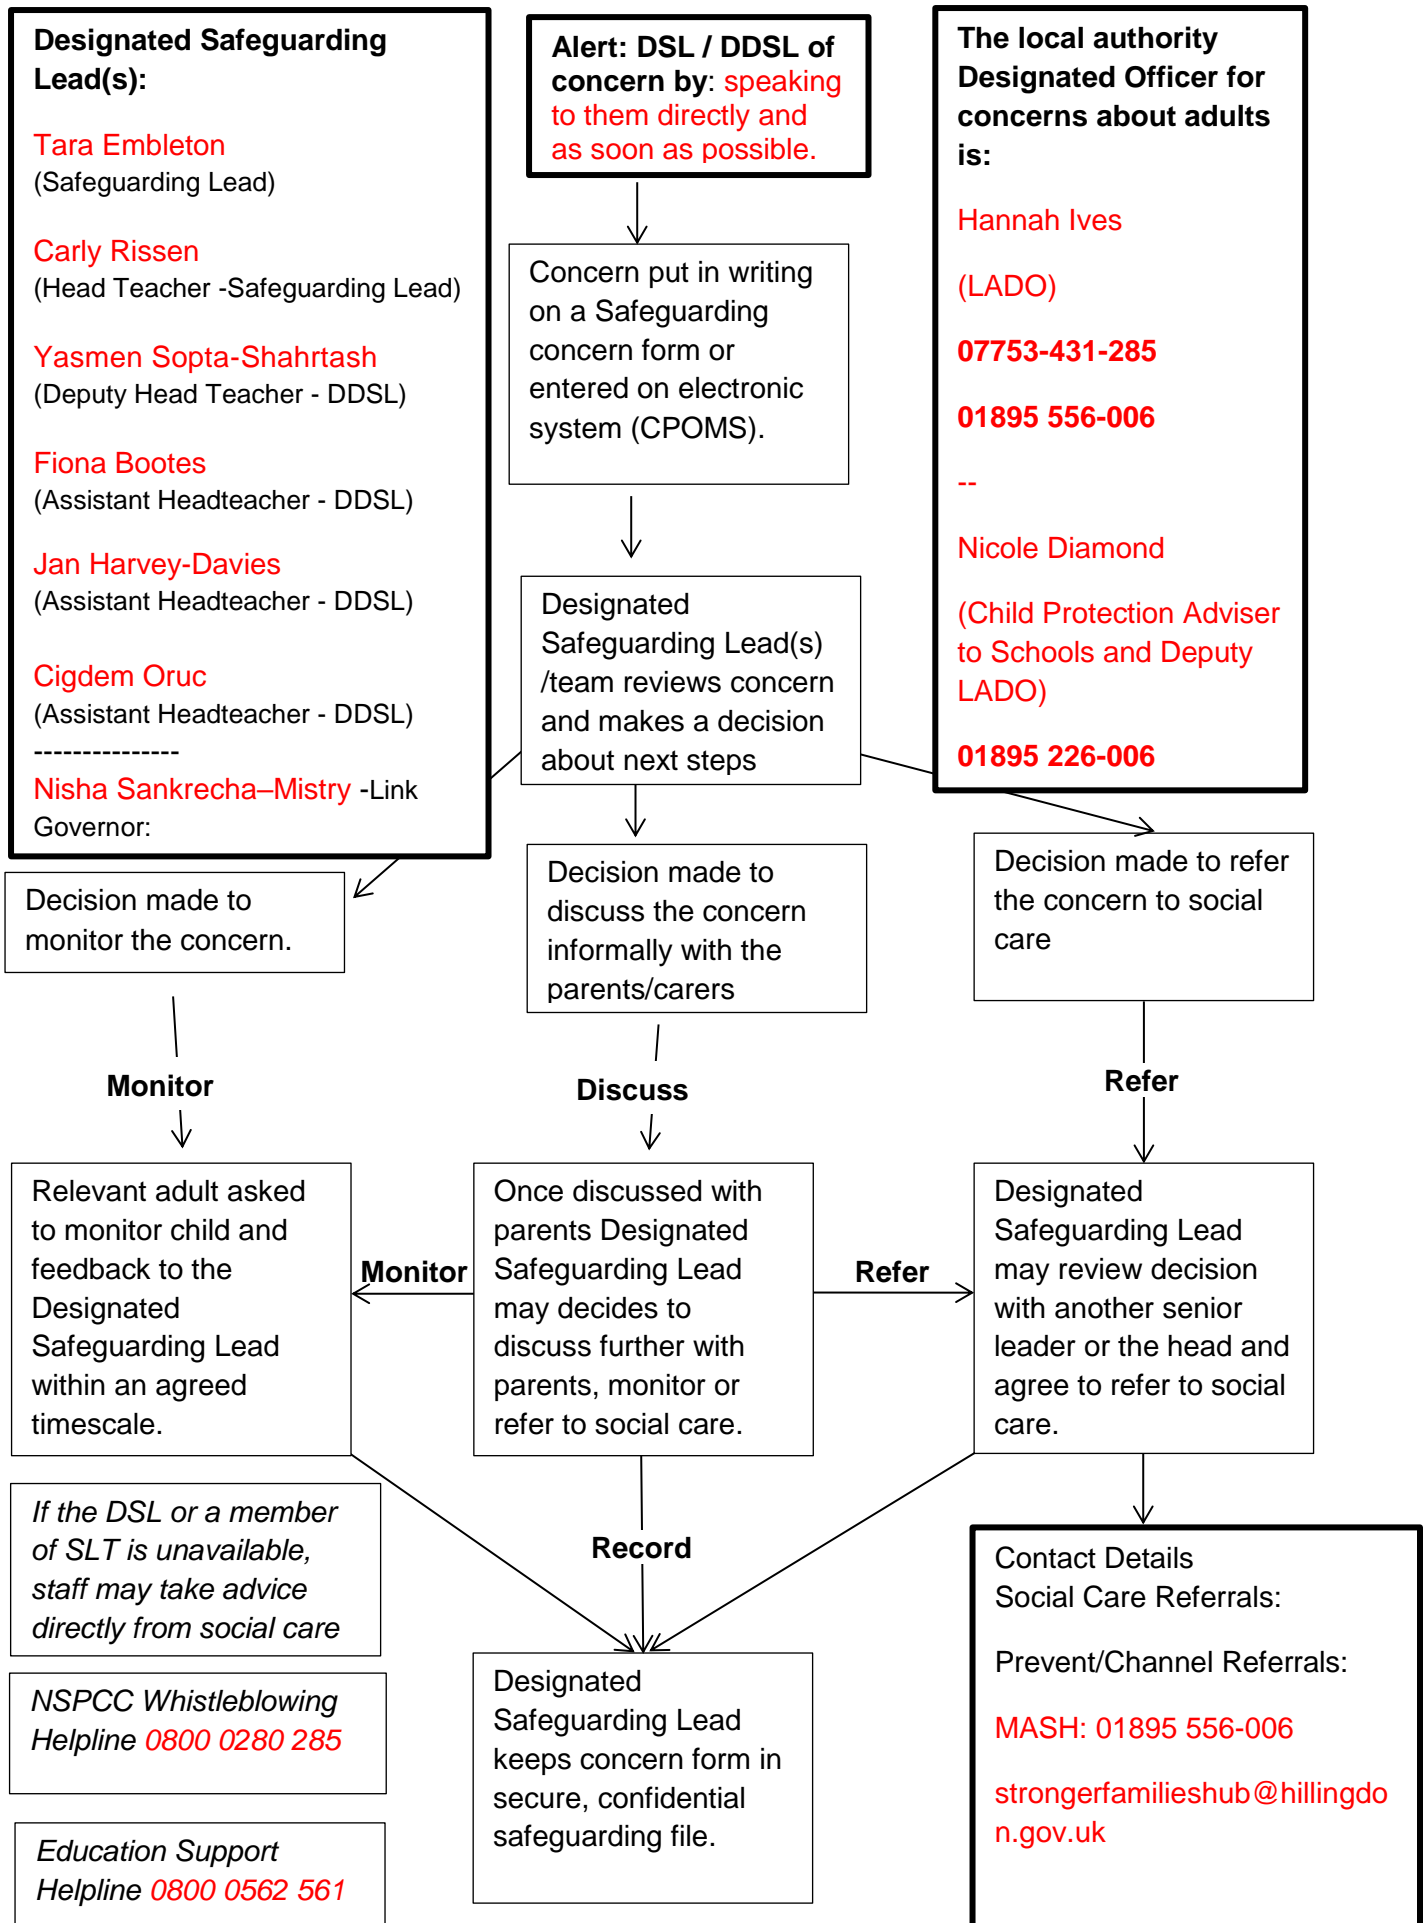 Designated Safeguarding
Lead(s):
Tara Embleton
(Safeguarding Lead)
Carly Rissen
(Head Teacher -Safeguarding Lead)
Yasmen Sopta-Shahrtash
(Deputy Head Teacher - DDSL)
Fiona Bootes
(Assistant Headteacher - DDSL)
Jan Harvey-Davies
(Assistant Headteacher - DDSL)
Cigdem Oruc
(Assistant Headteacher - DDSL)
---------------
Nisha Sankrecha–Mistry -Link
Governor:
Alert: DSL / DDSL of
concern by: speaking
to them directly and
as soon as possible.
The local authority
Designated Officer for
concerns about adults
is:
Hannah Ives
(LADO)
07753-431-285
01895 556-006
--
Nicole Diamond
(Child Protection Adviser
to Schools and Deputy
LADO)
01895 226-006
Concern put in writing
on a Safeguarding
concern form or
entered on electronic
system (CPOMS).
Designated
Safeguarding Lead(s)
/team reviews concern
and makes a decision
about next steps
Decision made to
monitor the concern.
Decision made to
discuss the concern
informally with the
parents/carers
Decision made to refer
the concern to social
care
Monitor
Discuss
Refer
Relevant adult asked
to monitor child and
feedback to the
Designated
Safeguarding Lead
within an agreed
timescale.
Monitor
Once discussed with
parents Designated
Safeguarding Lead
may decides to
discuss further with
parents, monitor or
refer to social care.
Refer
Designated
Safeguarding Lead
may review decision
with another senior
leader or the head and
agree to refer to social
care.
If the DSL or a member
of SLT is unavailable,
staff may take advice
directly from social care
Record
NSPCC Whistleblowing
Helpline 0800 0280 285
Education Support
Helpline 0800 0562 561
Designated
Safeguarding Lead
keeps concern form in
secure, confidential
safeguarding file.
Contact Details
Social Care Referrals:
Prevent/Channel Referrals:
MASH: 01895 556-006
strongerfamilieshub@hillingdo
n.gov.uk